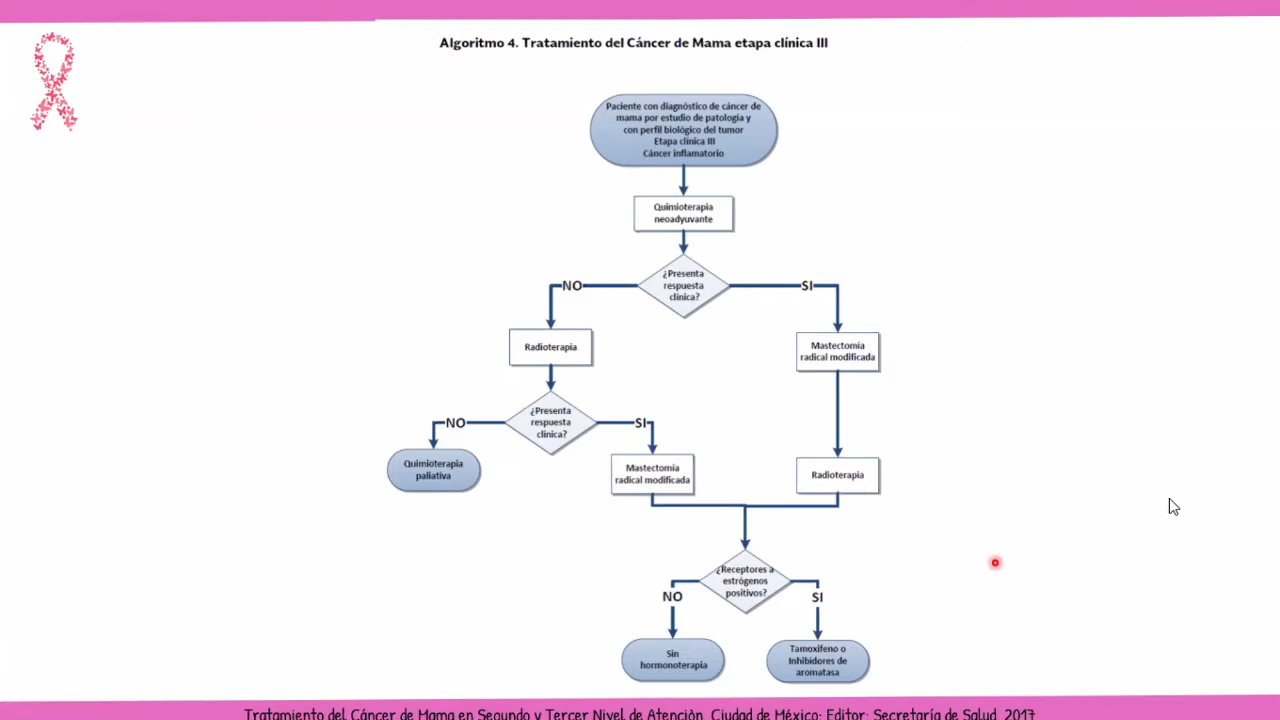 Algoritmo 4. Tratamiento del Cáncer de Mama etapa clínica III
Paciente con diagnóstico de cáncer de
mama por estudio de patología y
con perfil biológico del tumor
Etapa clínica III
Cáncer inflamatorio
Quimioterapia
neoadyuvante
¿Presenta
respuesta
clínica?
NO
SI
Radioterapia
Mastectomía
radical modificada
¿Presenta
respuesta
clínica?
NO
SI
Quimioterapia
paliativa
Mastectomía
radical modificada
Radioterapia
¿Receptores a
estrógenos
positivos?
NO
SI
Sin
hormonoterapia
Tamoxifeno o
Inhibidores de
aromatasa
Tratamiento del Cáncer de Mama en Segundo y Tercer Nivel de Atenciòn. Ciudad de México: Editor; Secretaría de Salud, 2017